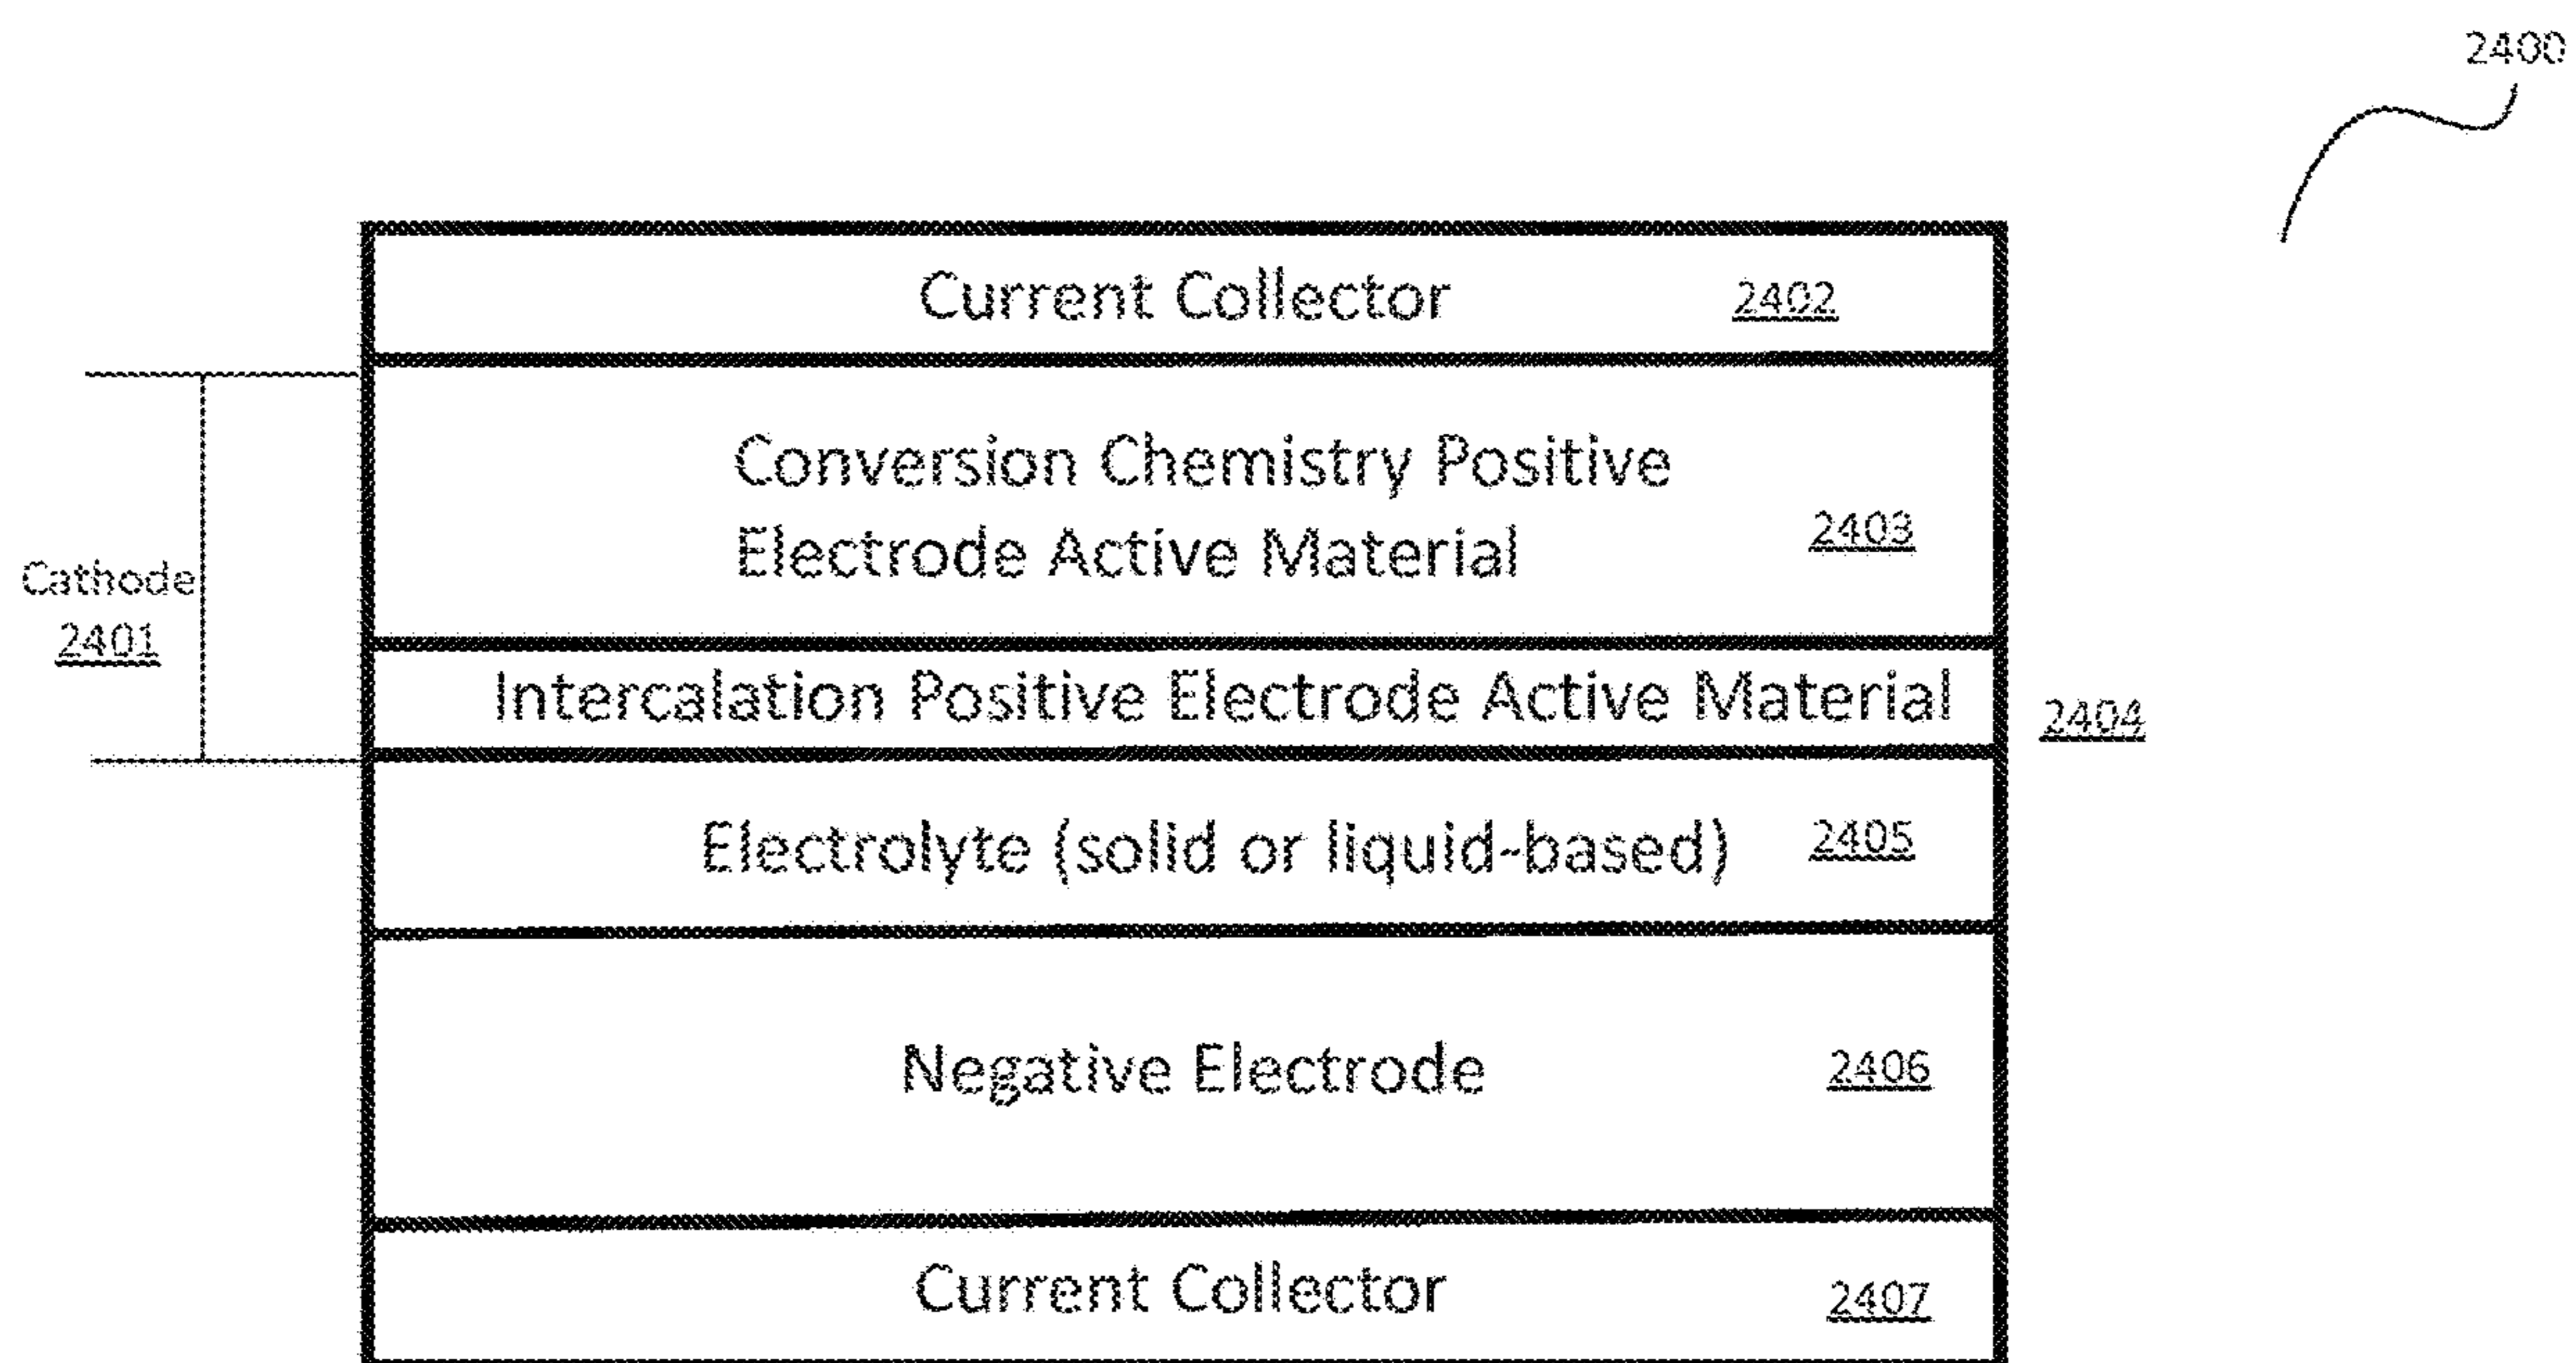 2400
Current Collector 2402
Conversion Chemistry Positive
Electrode Active Material 2403
Cathode
2401
Intercalation Positive Electrode Active Material 2404
Electrolyte (solid or liquid-based) 2405
Negative Electrode 2406
Current Collector 2407